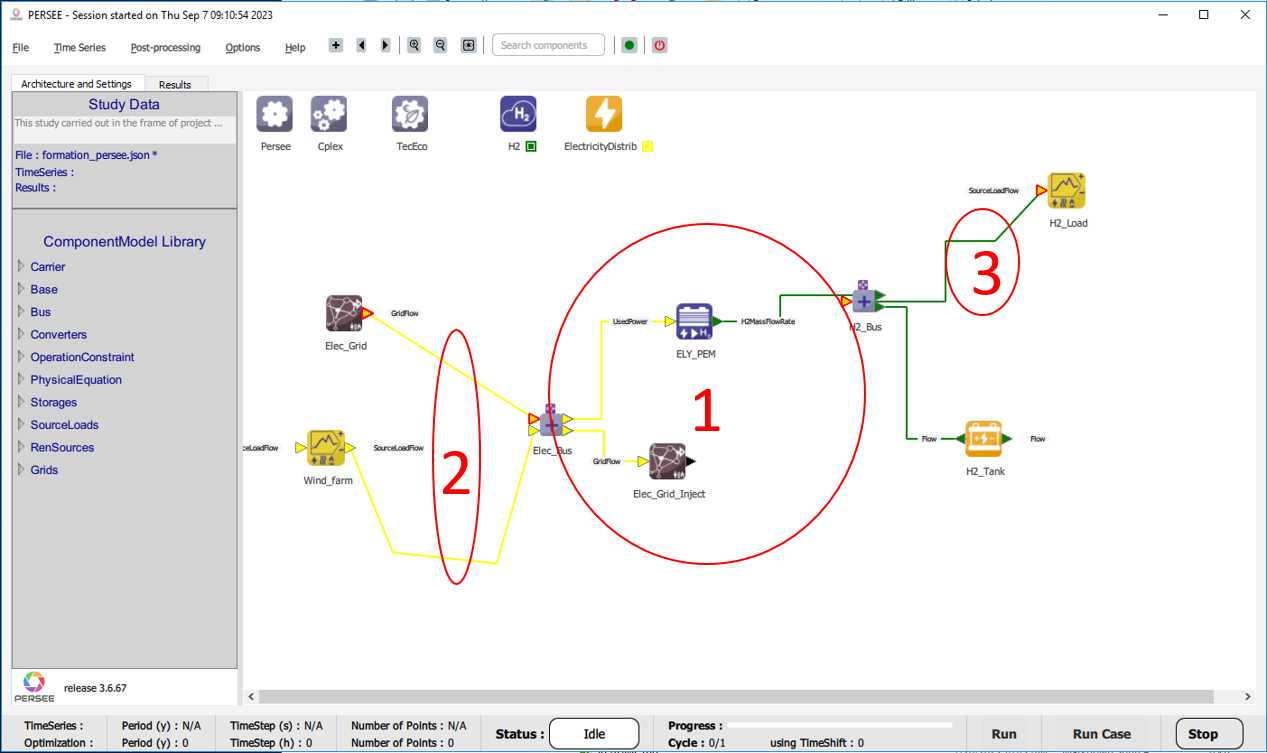 PERSEE - Session started on Thu Sep 7 09:10:54 2023
File Time Series Post-processing Options Help Search components
Architecture and Settings Results
Study Data
This study carried out in the frame of project ...
File : formation_persee.json *
TimeSeries :
Results :
ComponentModel Library
Carrier
Base
Bus
Converters
OperationConstraint
PhysicalEquation
Storages
SourceLoads
RenSources
Grids
PERSEE release 3.6.67
H2
Persee Cplex TecEco H2 ElectricityDistrib
SourceLoadFlow
H2_Load
3
GridFlow
Elec_Grid
UsedPower
H2
H2MassFlowRate
ELY_PEM
H2_Bus
1
2
Elec_Bus
eLoadFlow SourceLoadFlow
Wind_farm
GridFlow
Elec_Grid_Inject
Flow Flow
H2_Tank
TimeSeries : Period (y) : N/A TimeStep (s) : N/A Number of Points : N/A
Optimization : Period (y) : 0 TimeStep (h) : 0 Number of Points : 0
Status : Idle
Progress :
Cycle : 0/1 using TimeShift : 0
Run Run Case Stop